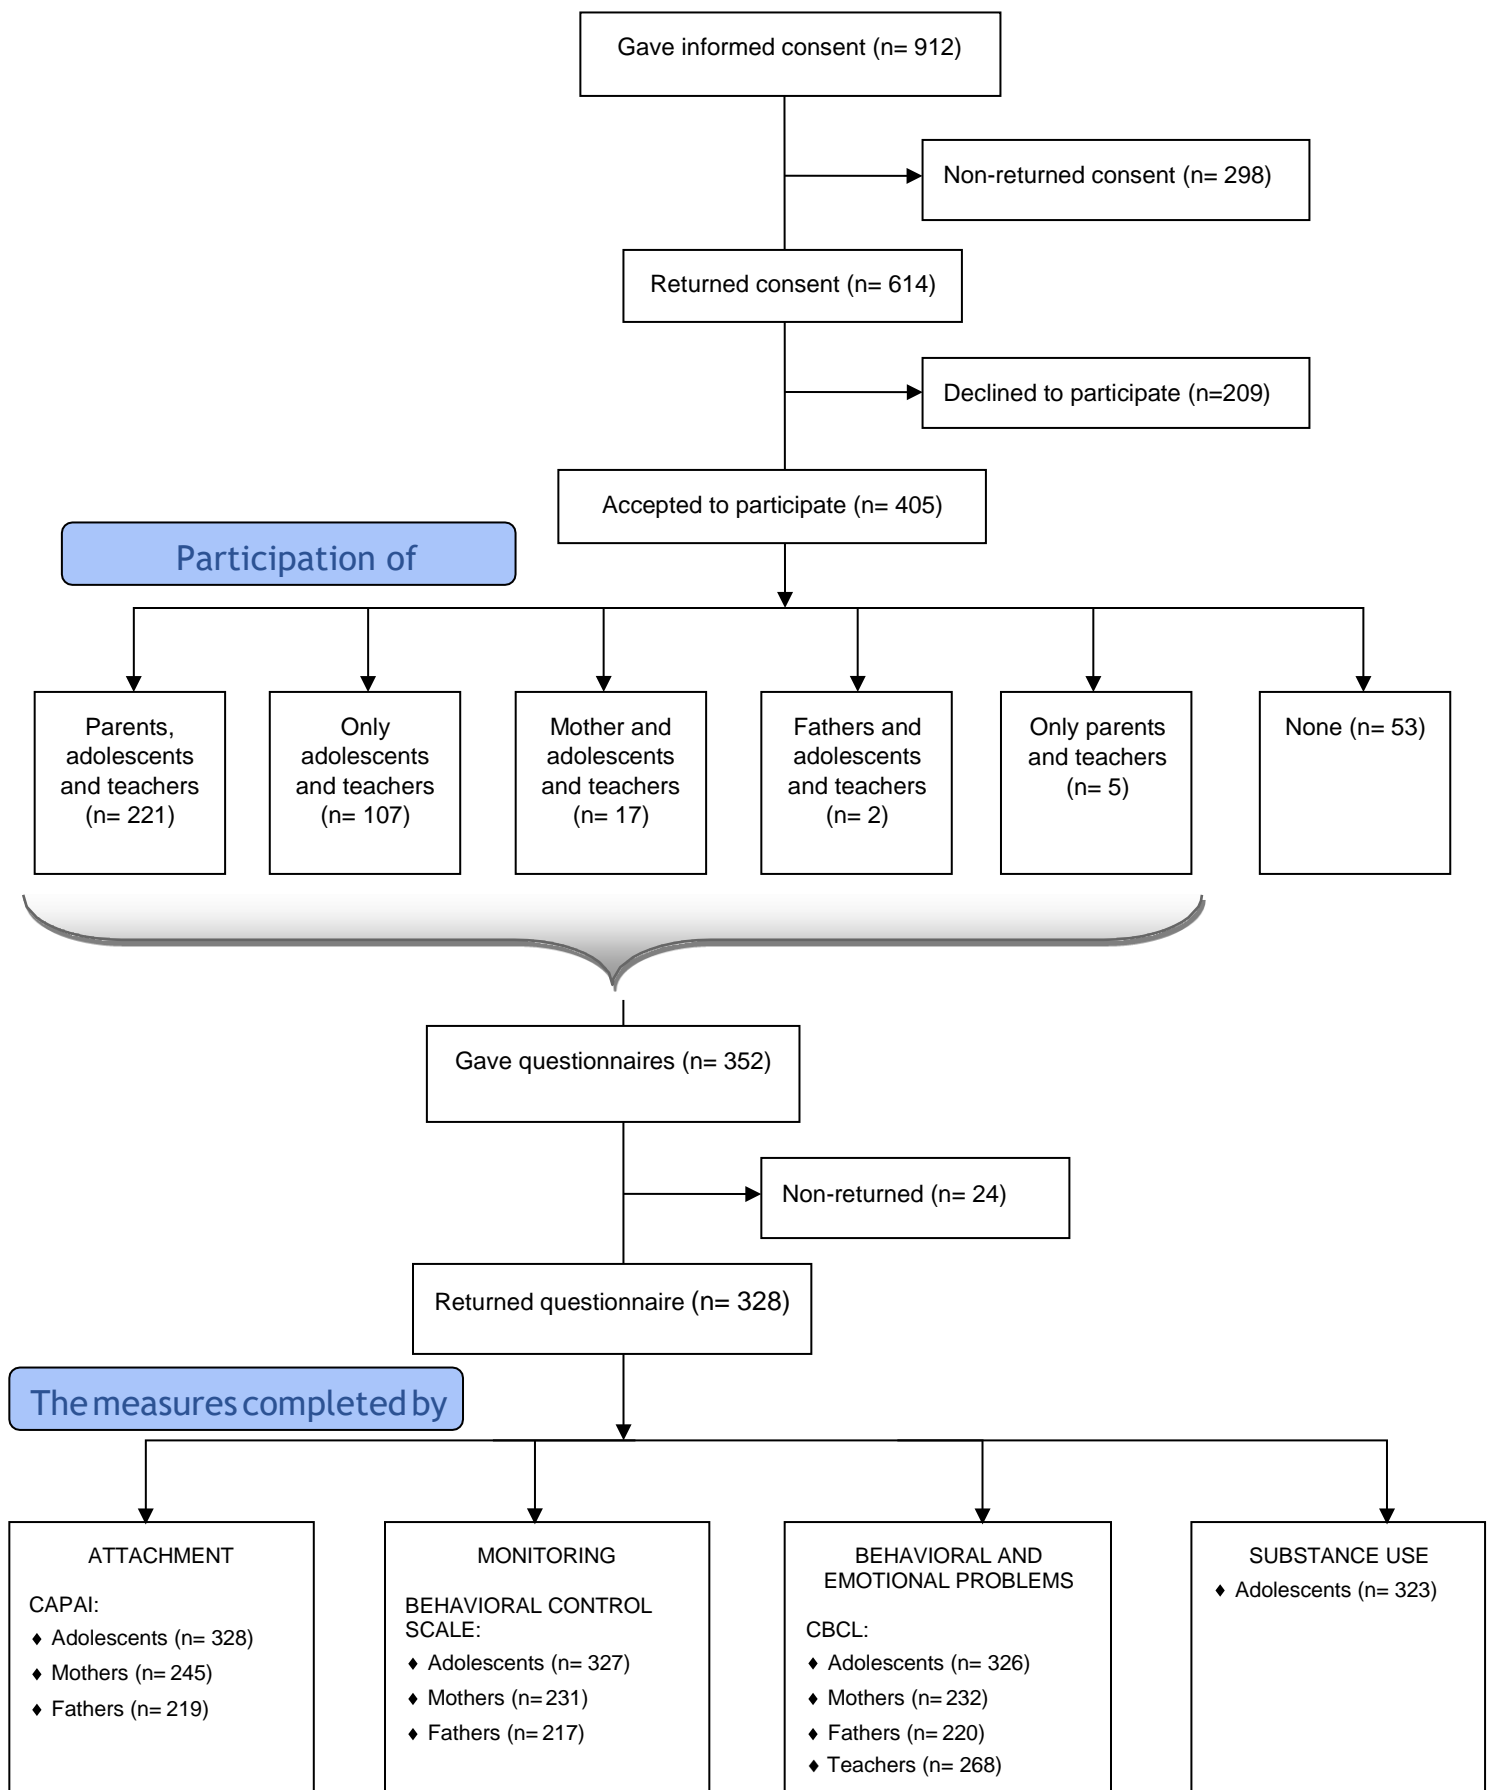 Gave informed consent (n= 912)
Non-returned consent (n= 298)
Returned consent (n= 614)
Declined to participate (n=209)
Accepted to participate (n= 405)
Participation of
Parents,
adolescents
and teachers
(n= 221)
Only
adolescents
and teachers
(n= 107)
Mother and
adolescents
and teachers
(n= 17)
Fathers and
adolescents
and teachers
(n= 2)
Only parents
and teachers
(n= 5)
None (n= 53)
Gave questionnaires (n= 352)
Non-returned (n= 24)
Returned questionnaire (n= 328)
The measures completed by
ATTACHMENT
CAPAI:
♦ Adolescents (n= 328)
♦ Mothers (n= 245)
♦ Fathers (n= 219)
MONITORING
BEHAVIORAL CONTROL
SCALE:
♦ Adolescents (n= 327)
♦ Mothers (n= 231)
♦ Fathers (n= 217)
BEHAVIORAL AND
EMOTIONAL PROBLEMS
CBCL:
♦ Adolescents (n= 326)
♦ Mothers (n= 232)
♦ Fathers (n= 220)
♦ Teachers (n= 268)
SUBSTANCE USE
♦ Adolescents (n= 323)